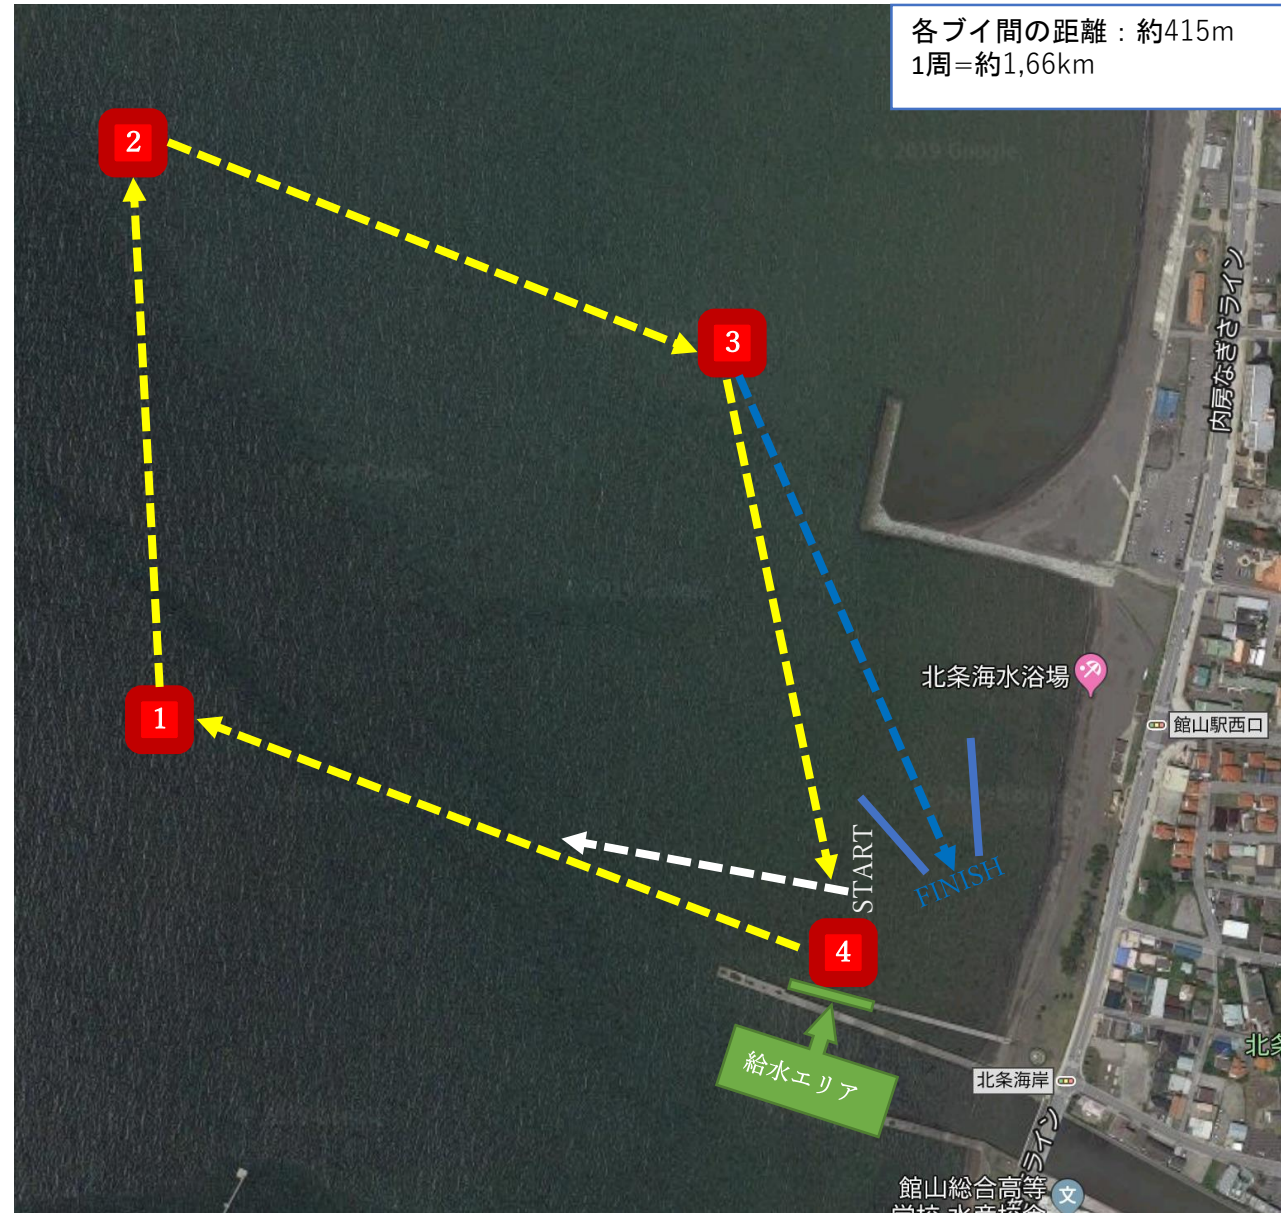 各ブイ間の距離：約415m
1周=約1,66km
2
3
内房なぎさライン
北条海水浴場
1
館山駅西口
START
FINISH
4
給水エリア
北条海岸
ライン
館山総合高等